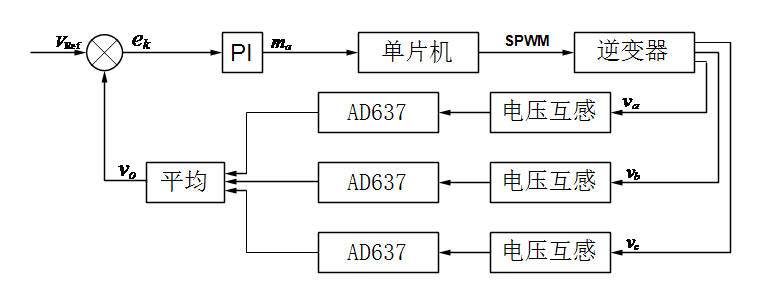 vRef
ek
PI
ma
单片机
SPWM
逆变器
AD637
电压互感
va
vo
平均
AD637
电压互感
vb
AD637
电压互感
vc